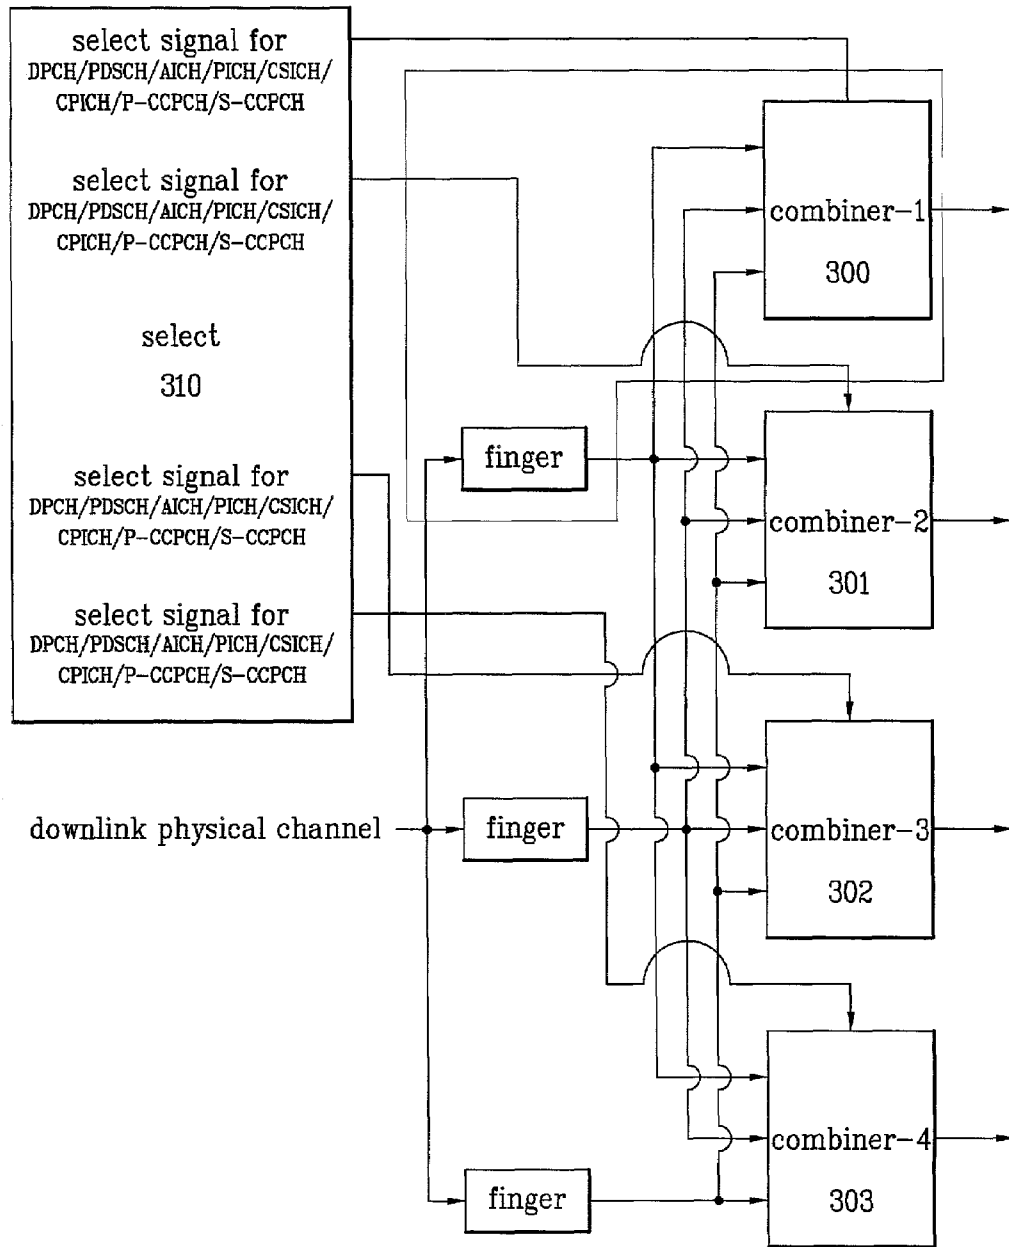 select signal for
DPCH/PDSCH/AICH/PICH/CSICH/
CPICH/P-CCPCH/S-CCPCH
select signal for
DPCH/PDSCH/AICH/PICH/CSICH/
CPICH/P-CCPCH/S-CCPCH
select
310
select signal for
DPCH/PDSCH/AICH/PICH/CSICH/
CPICH/P-CCPCH/S-CCPCH
select signal for
DPCH/PDSCH/AICH/PICH/CSICH/
CPICH/P-CCPCH/S-CCPCH
downlink physical channel
finger
finger
finger
combiner-1
300
combiner-2
301
combiner-3
302
combiner-4
303